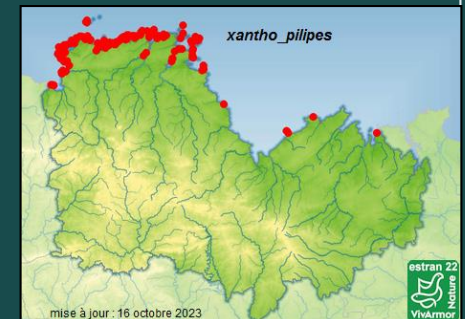 xantho_pilipes
estran 22
VivArmor
Nature
mise à jour : 16 octobre 2023